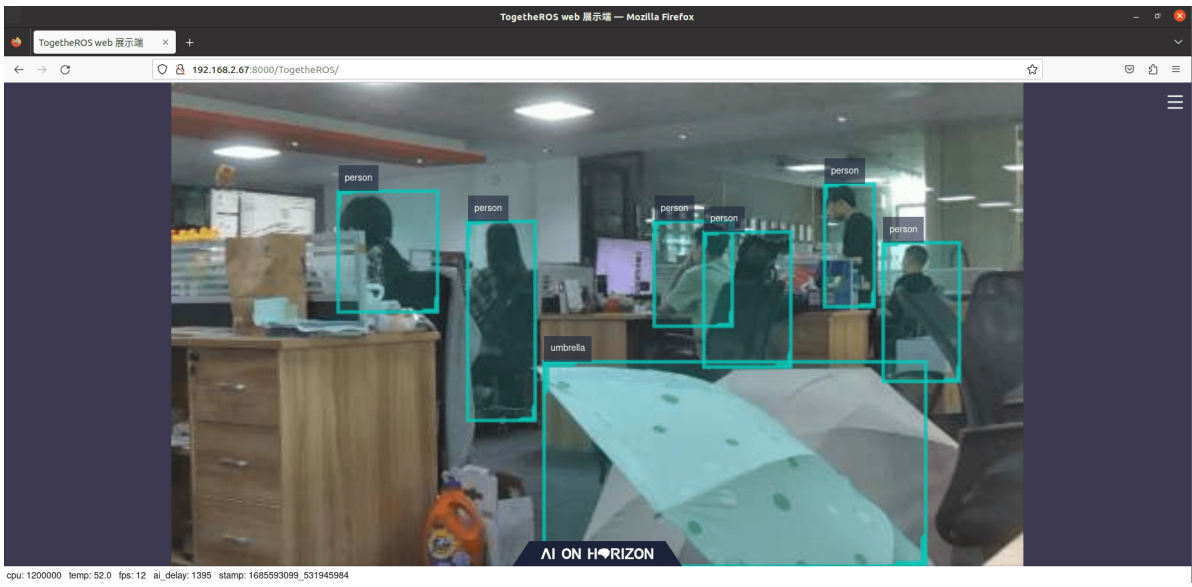 TogetheROS web 展示端 — Mozilla Firefox
TogetheROS web 展示端
192.168.2.67:8000/TogetheROS/
person
person
person
person
person
person
umbrella
AI ON HORIZON
cpu: 1200000 temp: 52.0 fps: 12 ai_delay: 1395 stamp: 1685593099_531945984